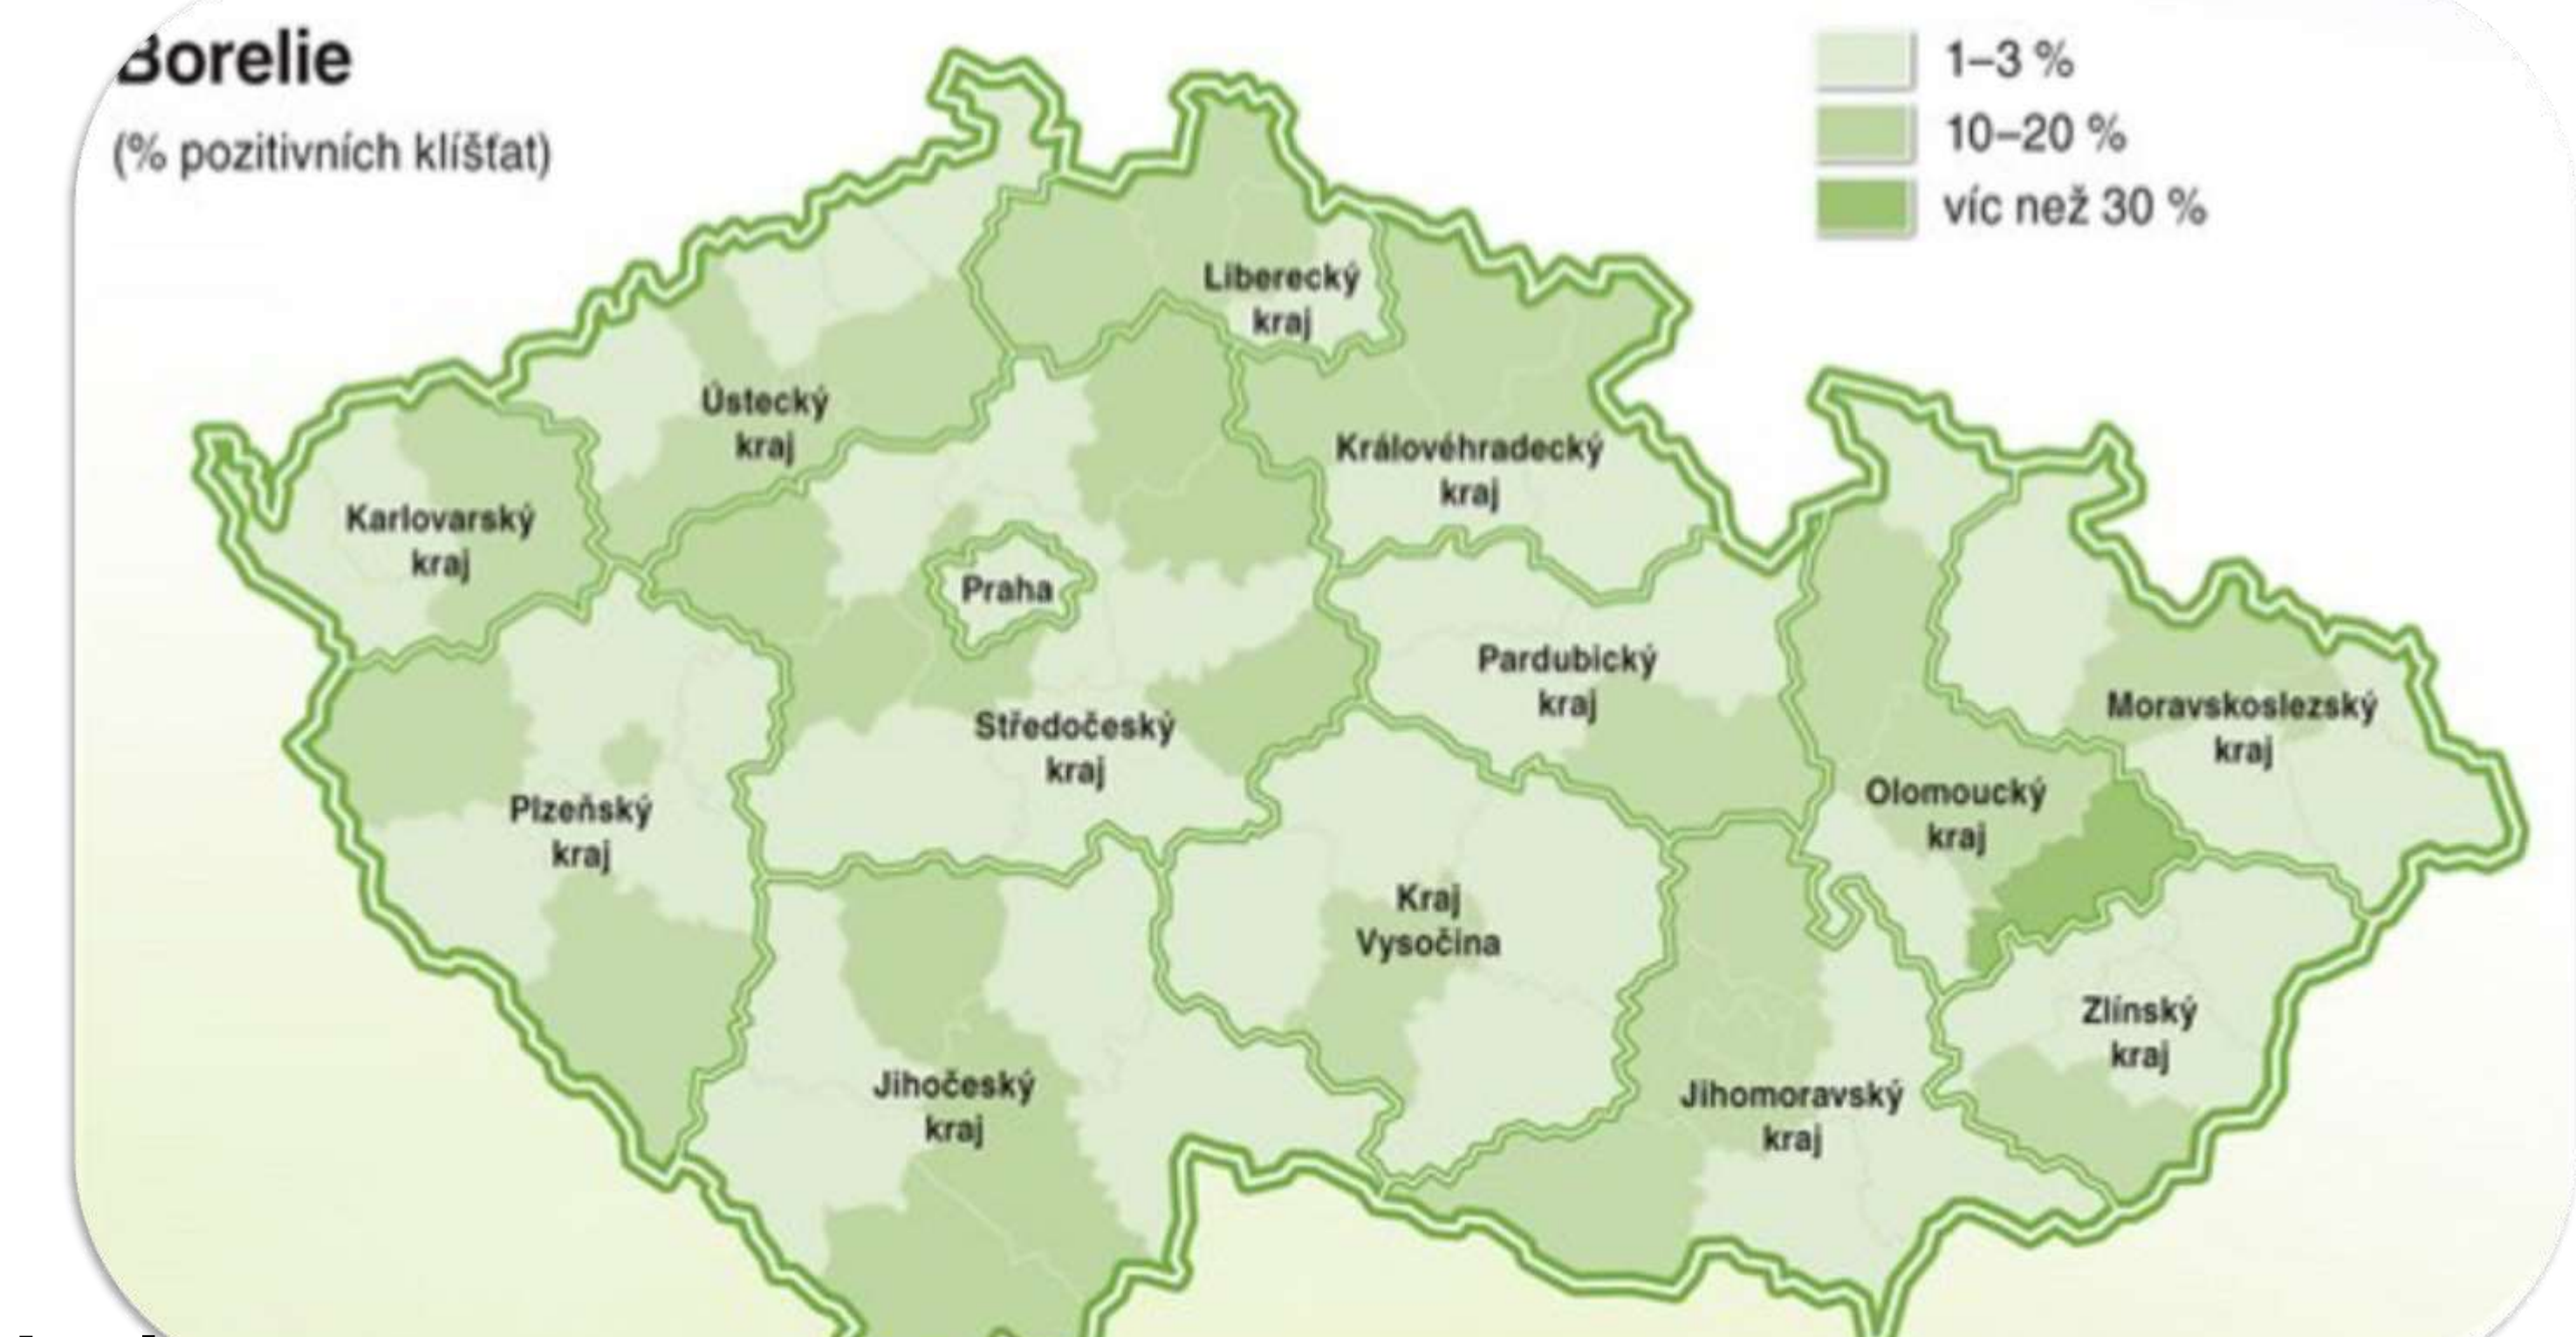 Borelie
(% pozitivních klíšťat)
1–3 %
10–20 %
víc než 30 %
Liberecký
kraj
Ústecký
kraj
Královéhradecký
kraj
Karlovarský
kraj
Praha
Pardubický
kraj
Moravskoslezský
kraj
Středočeský
kraj
Olomoucký
kraj
Plzeňský
kraj
Kraj
Vysočina
Zlínský
kraj
Jihočeský
kraj
Jihomoravský
kraj